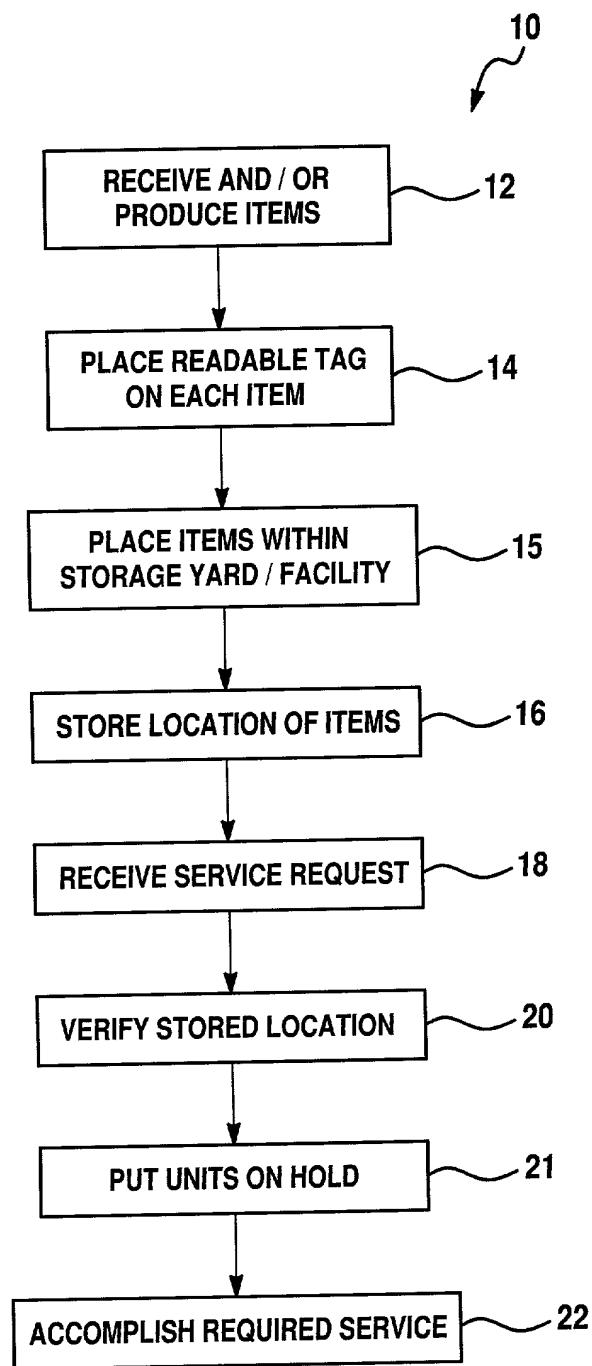 10
RECEIVE AND / OR
PRODUCE ITEMS
12
PLACE READABLE TAG
ON EACH ITEM
14
PLACE ITEMS WITHIN
STORAGE YARD / FACILITY
15
STORE LOCATION OF ITEMS
16
RECEIVE SERVICE REQUEST
18
VERIFY STORED LOCATION
20
PUT UNITS ON HOLD
21
ACCOMPLISH REQUIRED SERVICE
22